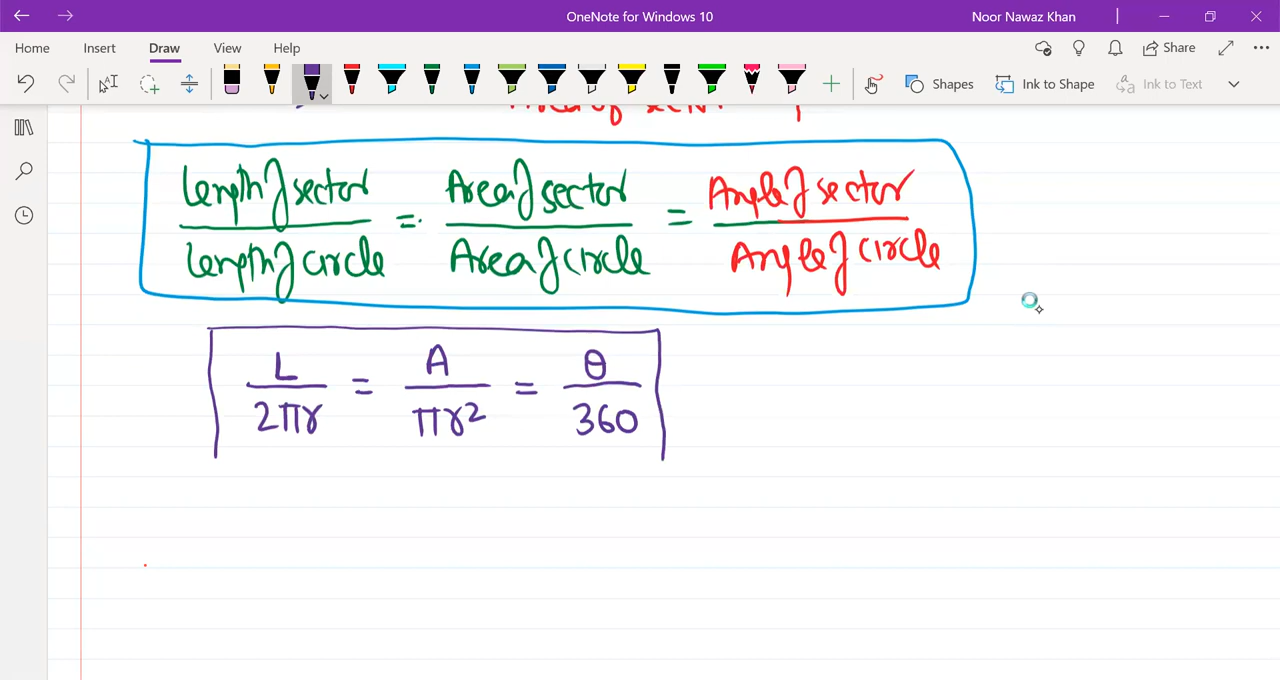 OneNote for Windows 10
Noor Nawaz Khan
Home Insert Draw View Help
Share
Shapes Ink to Shape Ink to Text
Area of
Length of sector / Length of circle = Area of sector / Area of circle = Angle of sector / Angle of circle
L / 2πr = A / πr² = θ / 360